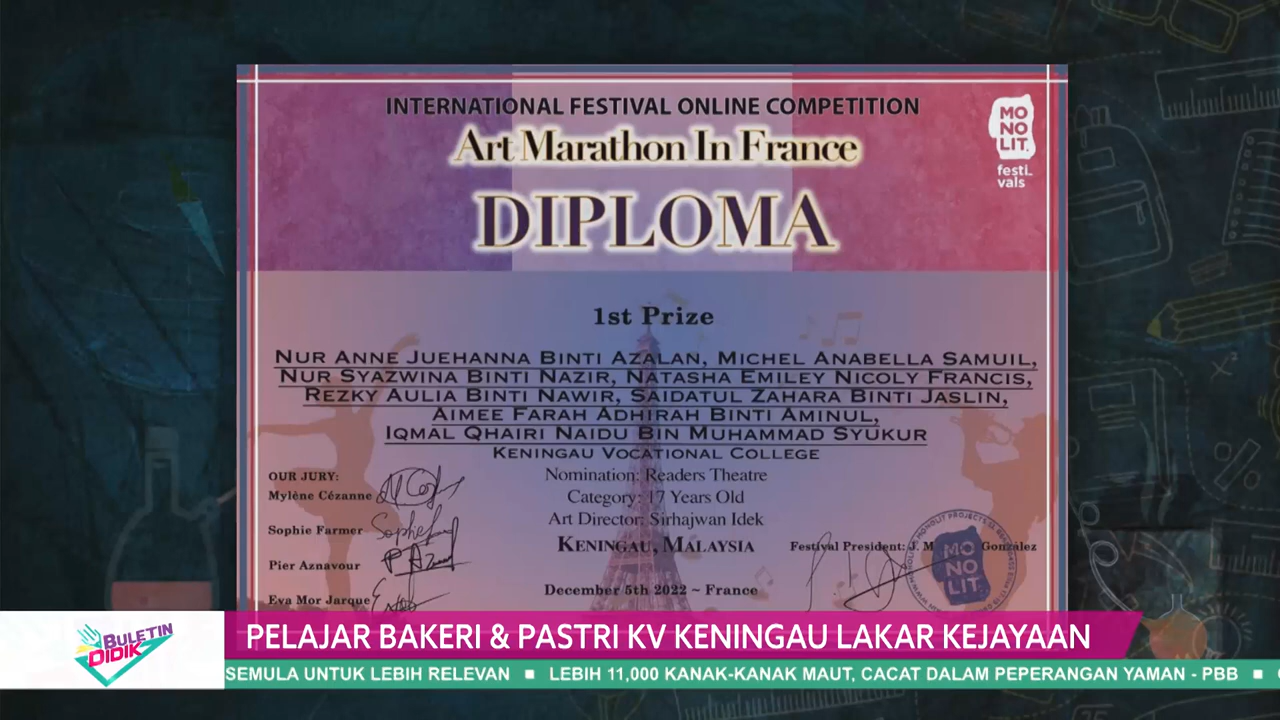 INTERNATIONAL FESTIVAL ONLINE COMPETITION
Art Marathon In France
DIPLOMA
MO
NO
LIT.
festi-
vals
1st Prize
NUR ANNE JUEHANNA BINTI AZALAN, MICHEL ANABELLA SAMUIL,
NUR SYAZWINA BINTI NAZIR, NATASHA EMILEY NICOLY FRANCIS,
REZKY AULIA BINTI NAWIR, SAIDATUL ZAHARA BINTI JASLIN,
AIMEE FARAH ADHIRAH BINTI AMINUL,
IQMAL QHAIRI NAIDU BIN MUHAMMAD SYUKUR
KENINGAU VOCATIONAL COLLEGE
Nomination: Readers Theatre
Category: 17 Years Old
Art Director: Sirhajwan Idek
KENINGAU, MALAYSIA
December 5th 2022 ~ France
OUR JURY:
Mylène Cézanne
Sophie Farmer
Pier Aznavour
Eva Mor Jarque
Festival President: J. M González
MO
NO
LIT.
BULETIN
DIDIK
PELAJAR BAKERI & PASTRI KV KENINGAU LAKAR KEJAYAAN
SEMULA UNTUK LEBIH RELEVAN ■ LEBIH 11,000 KANAK-KANAK MAUT, CACAT DALAM PEPERANGAN YAMAN - PBB ■